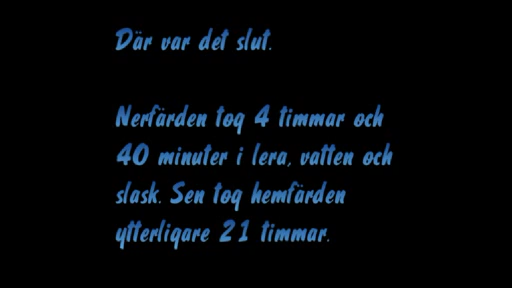 Där var det slut.
Nerfärden tog 4 timmar och
40 minuter i lera, vatten och
slask. Sen tog hemfärden
ytterligare 21 timmar.